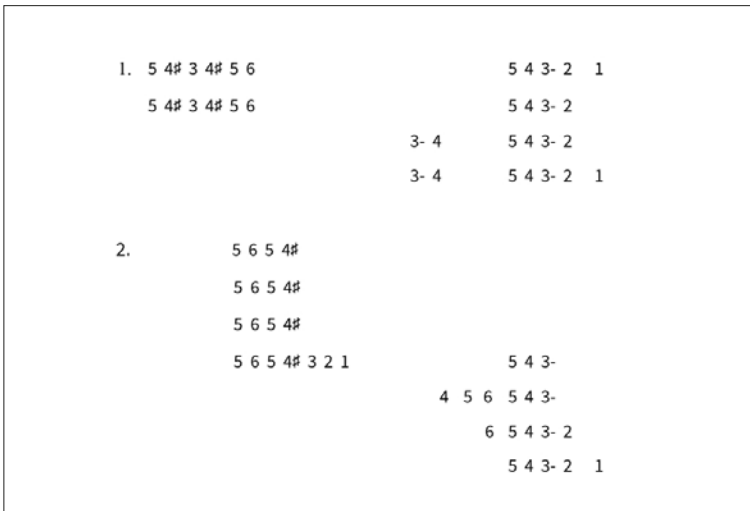 1. 5 4♯ 3 4♯ 5 6 5 4 3- 2 1
5 4♯ 3 4♯ 5 6 5 4 3- 2
3- 4 5 4 3- 2
3- 4 5 4 3- 2 1
2. 5 6 5 4♯
5 6 5 4♯
5 6 5 4♯
5 6 5 4♯ 3 2 1 5 4 3-
4 5 6 5 4 3-
6 5 4 3- 2
5 4 3- 2 1